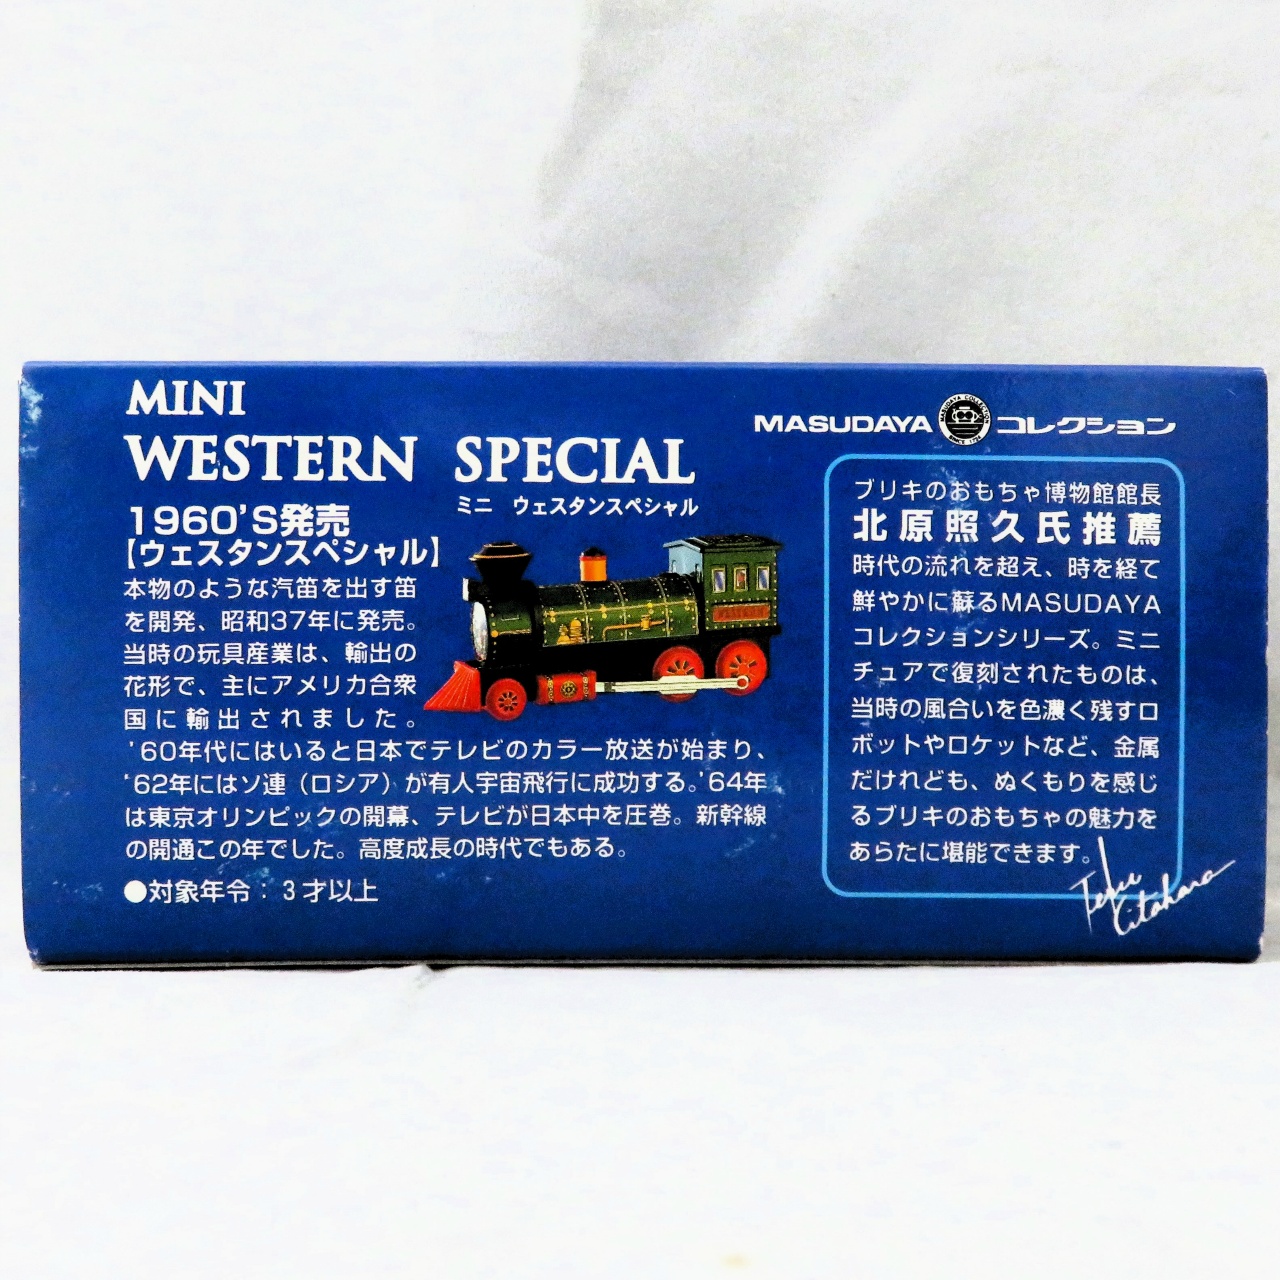 MINI
WESTERN SPECIAL
ミニ ウェスタンスペシャル
1960'S発売
【ウェスタンスペシャル】
本物のような汽笛を出す笛
を開発、昭和37年に発売。
当時の玩具産業は、輸出の
花形で、主にアメリカ合衆
国に輸出されました。
'60年代にはいると日本でテレビのカラー放送が始まり、
'62年にはソ連（ロシア）が有人宇宙飛行に成功する。'64年
は東京オリンピックの開幕、テレビが日本中を圧巻。新幹線
の開通この年でした。高度成長の時代でもある。
●対象年令：3才以上
WESTERN
MASUDAYA コレクション
MASUDAYA COLLECTION
SINCE 1724
ブリキのおもちゃ博物館館長
北原照久氏推薦
時代の流れを超え、時を経て
鮮やかに蘇るMASUDAYA
コレクションシリーズ。ミニ
チュアで復刻されたものは、
当時の風合いを色濃く残すロ
ボットやロケットなど、金属
だけれども、ぬくもりを感じ
るブリキのおもちゃの魅力を
あらたに堪能できます。
Teru
Kitahara